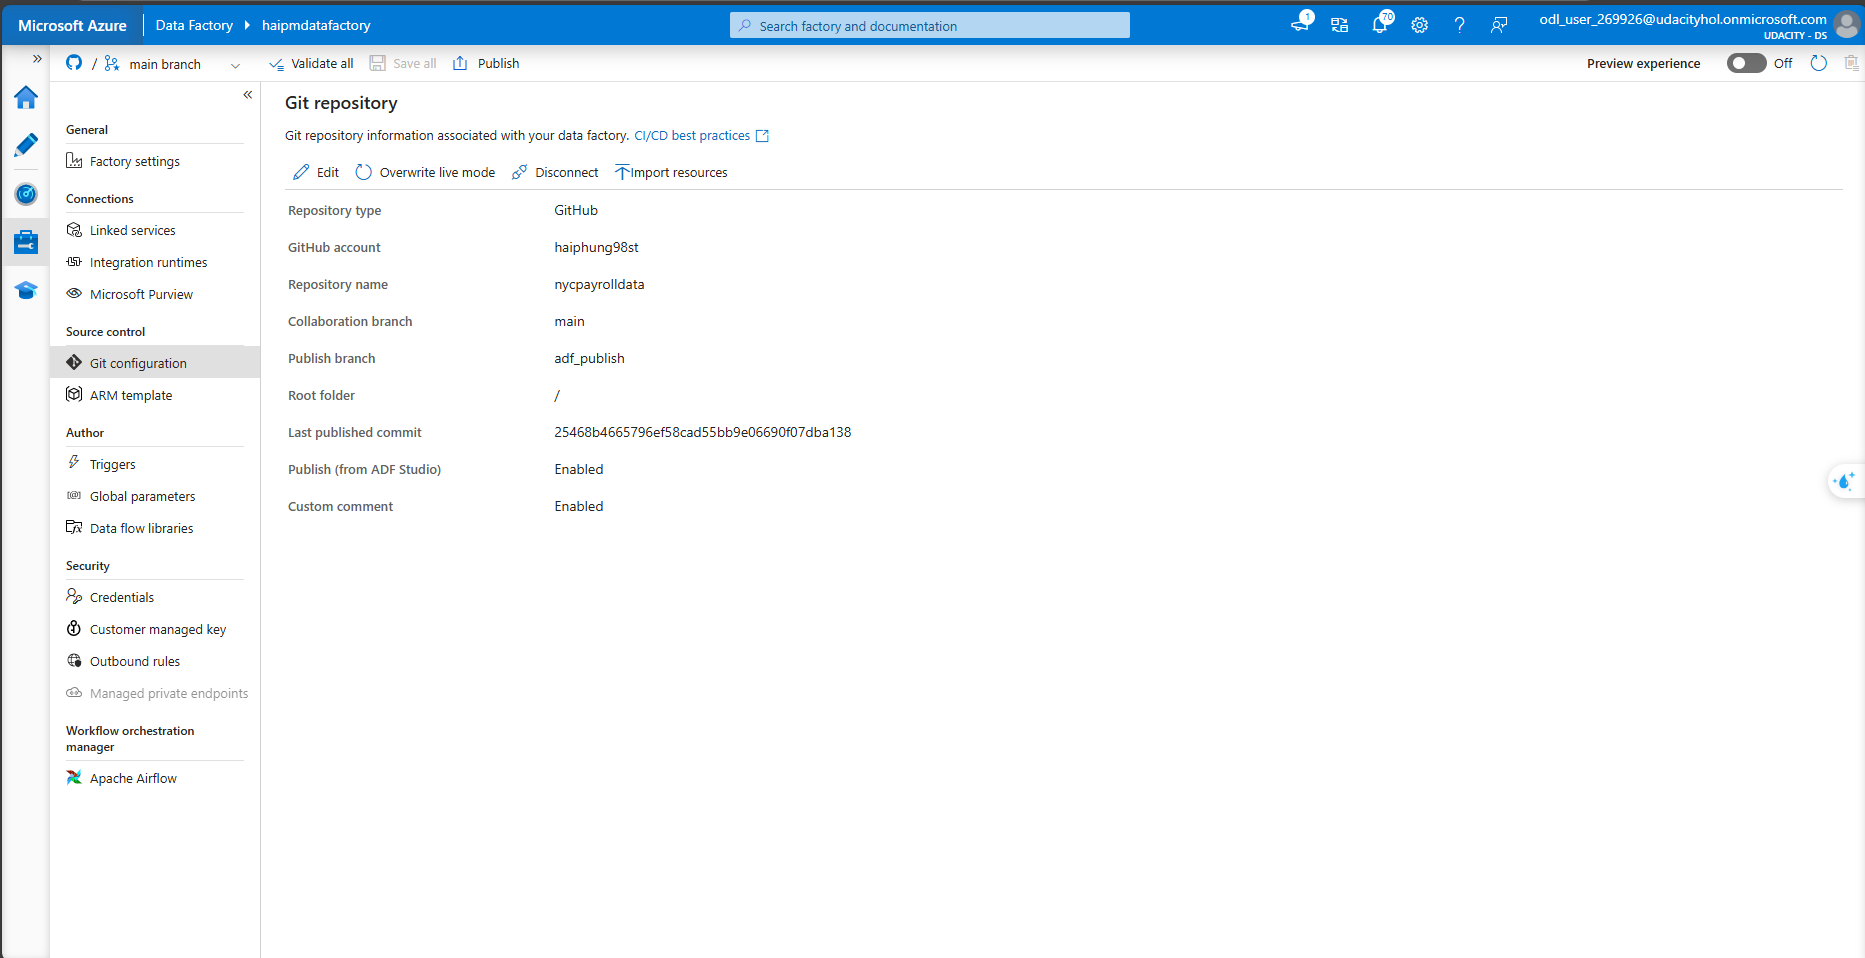 Microsoft Azure
Data Factory
haipmdatafactory
Search factory and documentation
1
70
odl_user_269926@udacityhol.onmicrosoft.com
UDACITY - DS
/
main branch
Validate all
Save all
Publish
Preview experience
Off
General
Factory settings
Connections
Linked services
Integration runtimes
Microsoft Purview
Source control
Git configuration
ARM template
Author
Triggers
Global parameters
Data flow libraries
Security
Credentials
Customer managed key
Outbound rules
Managed private endpoints
Workflow orchestration
manager
Apache Airflow
Git repository
Git repository information associated with your data factory. CI/CD best practices
Edit
Overwrite live mode
Disconnect
Import resources
Repository type GitHub
GitHub account haiphung98st
Repository name nycpayrolldata
Collaboration branch main
Publish branch adf_publish
Root folder /
Last published commit 25468b4665796ef58cad55bb9e06690f07dba138
Publish (from ADF Studio) Enabled
Custom comment Enabled